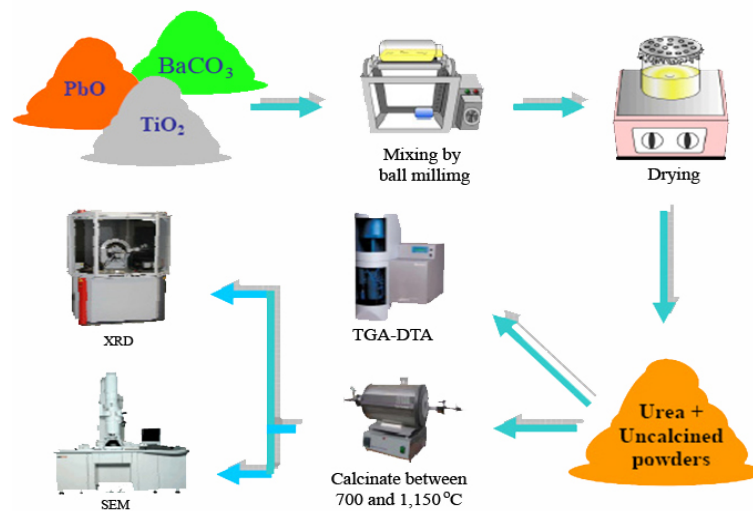 PbO
BaCO₃
TiO₂
Mixing by
ball millimg
Drying
XRD
TGA-DTA
Urea +
Uncalcined
powders
SEM
Calcinate between
700 and 1,150 °C